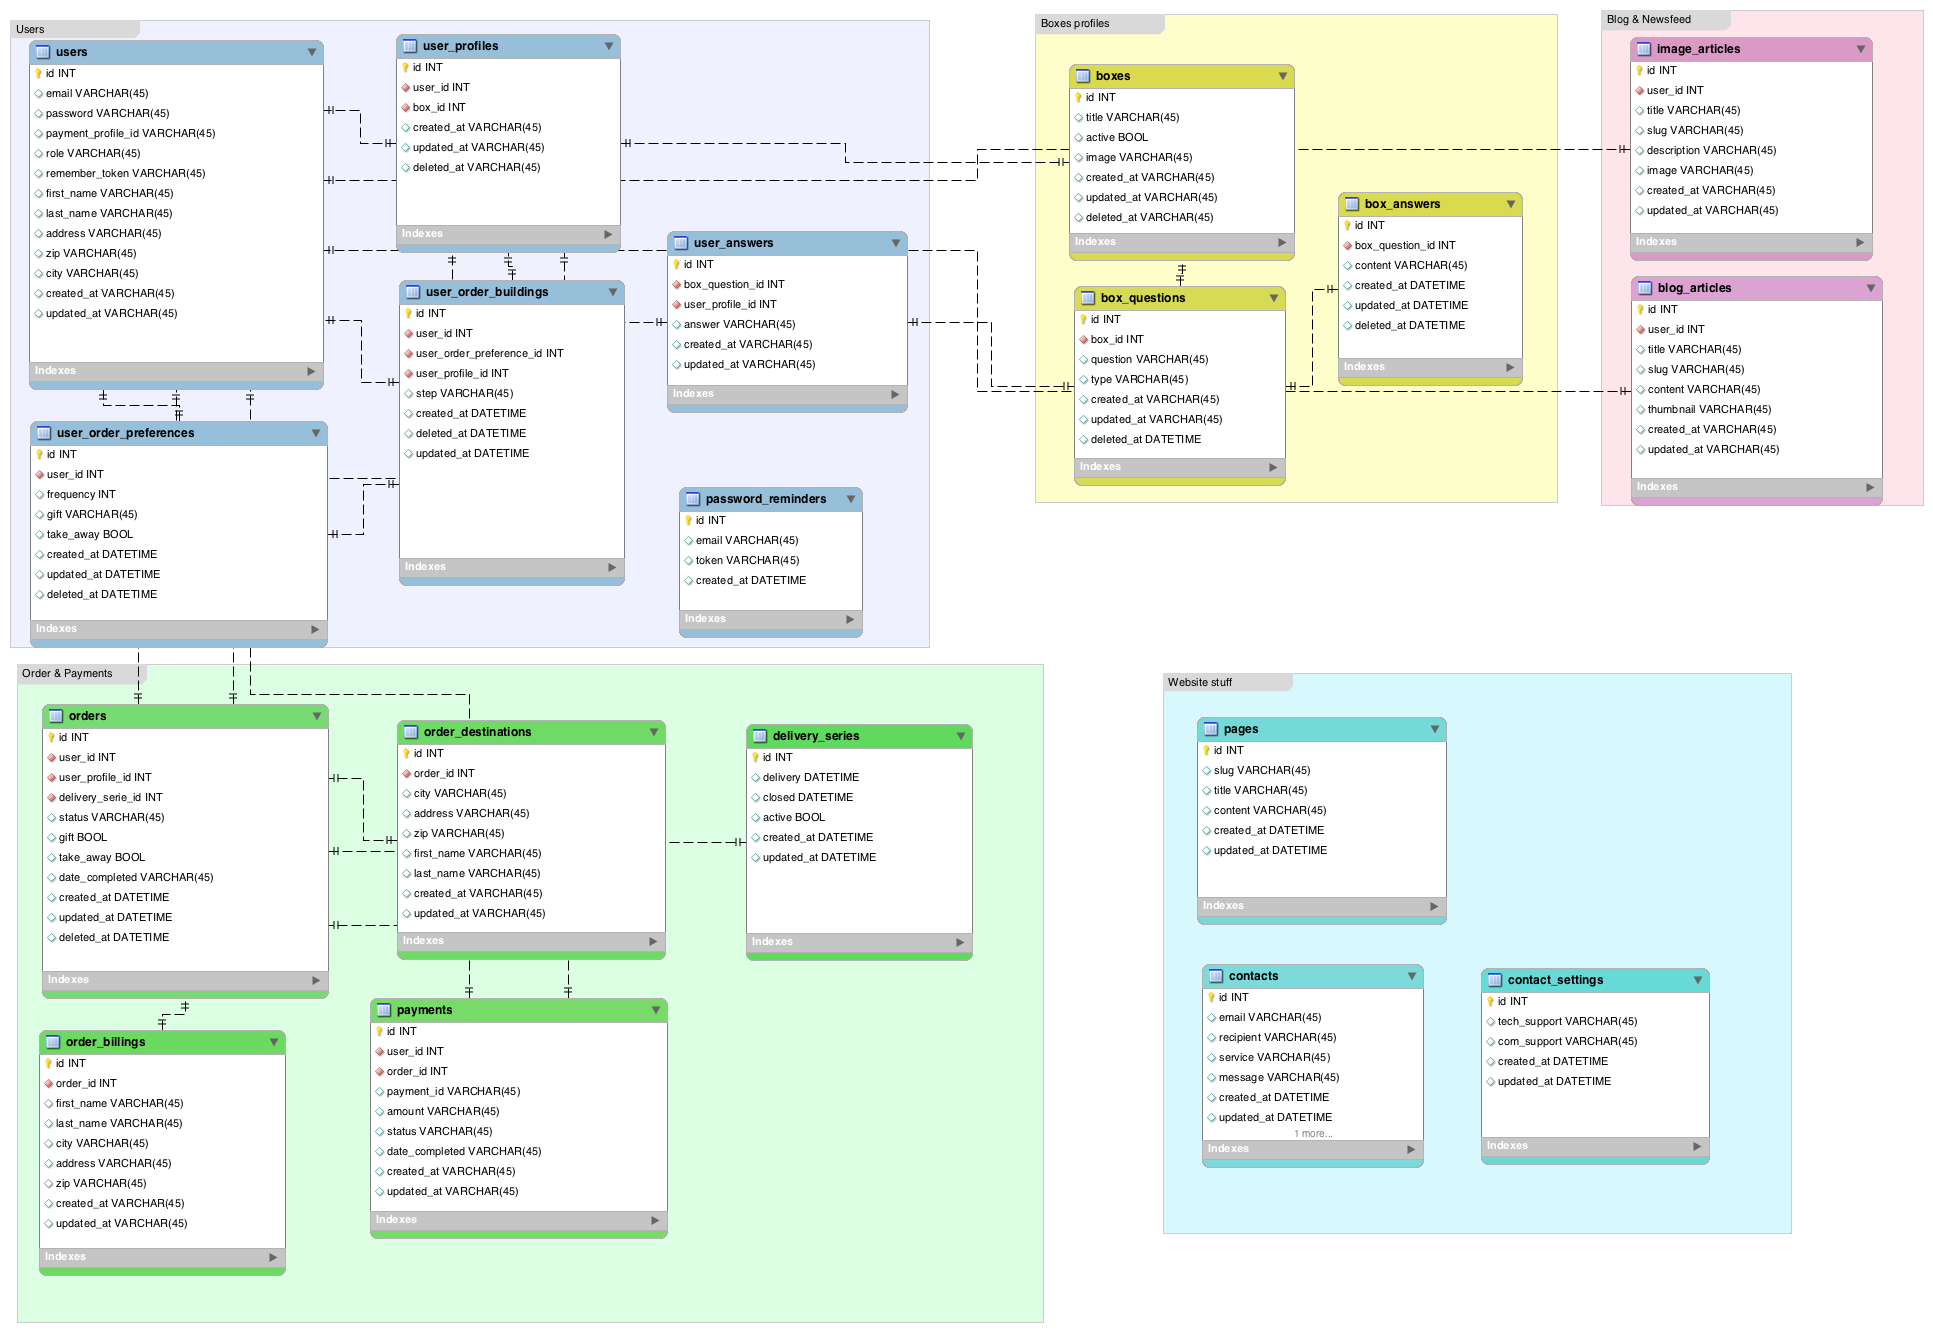 Users
users
id INT
email VARCHAR(45)
password VARCHAR(45)
payment_profile_id VARCHAR(45)
role VARCHAR(45)
remember_token VARCHAR(45)
first_name VARCHAR(45)
last_name VARCHAR(45)
address VARCHAR(45)
zip VARCHAR(45)
city VARCHAR(45)
created_at VARCHAR(45)
updated_at VARCHAR(45)
Indexes
user_profiles
id INT
user_id INT
box_id INT
created_at VARCHAR(45)
updated_at VARCHAR(45)
deleted_at VARCHAR(45)
Indexes
user_order_buildings
id INT
user_id INT
user_order_preference_id INT
user_profile_id INT
step VARCHAR(45)
created_at DATETIME
deleted_at DATETIME
updated_at DATETIME
Indexes
user_answers
id INT
box_question_id INT
user_profile_id INT
answer VARCHAR(45)
created_at VARCHAR(45)
updated_at VARCHAR(45)
Indexes
user_order_preferences
id INT
user_id INT
frequency INT
gift VARCHAR(45)
take_away BOOL
created_at DATETIME
updated_at DATETIME
deleted_at DATETIME
Indexes
password_reminders
id INT
email VARCHAR(45)
token VARCHAR(45)
created_at DATETIME
Indexes
Boxes profiles
boxes
id INT
title VARCHAR(45)
active BOOL
image VARCHAR(45)
created_at VARCHAR(45)
updated_at VARCHAR(45)
deleted_at VARCHAR(45)
Indexes
box_answers
id INT
box_question_id INT
content VARCHAR(45)
created_at DATETIME
updated_at DATETIME
deleted_at DATETIME
Indexes
box_questions
id INT
box_id INT
question VARCHAR(45)
type VARCHAR(45)
created_at VARCHAR(45)
updated_at VARCHAR(45)
deleted_at DATETIME
Indexes
Blog & Newsfeed
image_articles
id INT
user_id INT
title VARCHAR(45)
slug VARCHAR(45)
description VARCHAR(45)
image VARCHAR(45)
created_at VARCHAR(45)
updated_at VARCHAR(45)
Indexes
blog_articles
id INT
user_id INT
title VARCHAR(45)
slug VARCHAR(45)
content VARCHAR(45)
thumbnail VARCHAR(45)
created_at VARCHAR(45)
updated_at VARCHAR(45)
Indexes
Order & Payments
orders
id INT
user_id INT
user_profile_id INT
delivery_serie_id INT
status VARCHAR(45)
gift BOOL
take_away BOOL
date_completed VARCHAR(45)
created_at DATETIME
updated_at DATETIME
deleted_at DATETIME
Indexes
order_destinations
id INT
order_id INT
city VARCHAR(45)
address VARCHAR(45)
zip VARCHAR(45)
first_name VARCHAR(45)
last_name VARCHAR(45)
created_at VARCHAR(45)
updated_at VARCHAR(45)
Indexes
delivery_series
id INT
delivery DATETIME
closed DATETIME
active BOOL
created_at DATETIME
updated_at DATETIME
Indexes
order_billings
id INT
order_id INT
first_name VARCHAR(45)
last_name VARCHAR(45)
city VARCHAR(45)
address VARCHAR(45)
zip VARCHAR(45)
created_at VARCHAR(45)
updated_at VARCHAR(45)
Indexes
payments
id INT
user_id INT
order_id INT
payment_id VARCHAR(45)
amount VARCHAR(45)
status VARCHAR(45)
date_completed VARCHAR(45)
created_at VARCHAR(45)
updated_at VARCHAR(45)
Indexes
Website stuff
pages
id INT
slug VARCHAR(45)
title VARCHAR(45)
content VARCHAR(45)
created_at DATETIME
updated_at DATETIME
Indexes
contacts
id INT
email VARCHAR(45)
recipient VARCHAR(45)
service VARCHAR(45)
message VARCHAR(45)
created_at DATETIME
updated_at DATETIME
1 more...
Indexes
contact_settings
id INT
tech_support VARCHAR(45)
com_support VARCHAR(45)
created_at DATETIME
updated_at DATETIME
Indexes